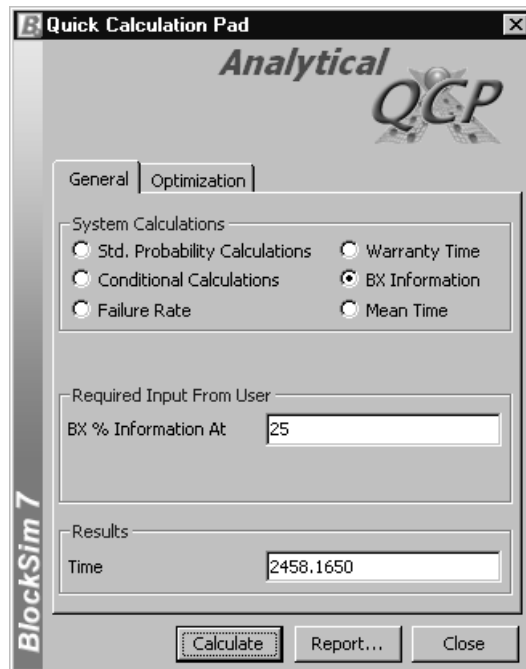 Quick Calculation Pad
Analytical
QCP
General Optimization
System Calculations
Std. Probability Calculations Warranty Time
Conditional Calculations BX Information
Failure Rate Mean Time
Required Input From User
BX % Information At 25
Results
Time 2458.1650
Calculate Report... Close
BlockSim 7